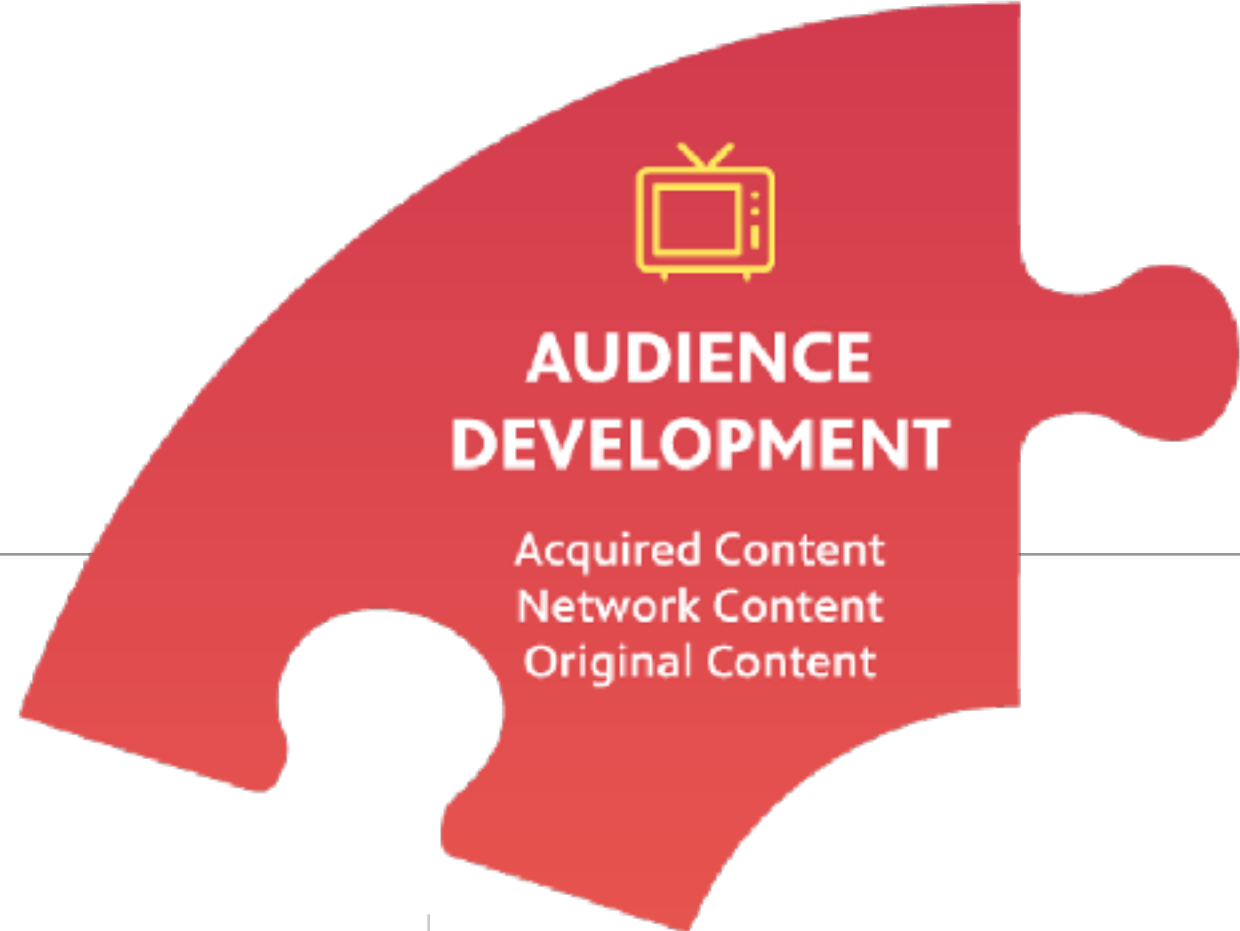 AUDIENCE
DEVELOPMENT
Acquired Content
Network Content
Original Content